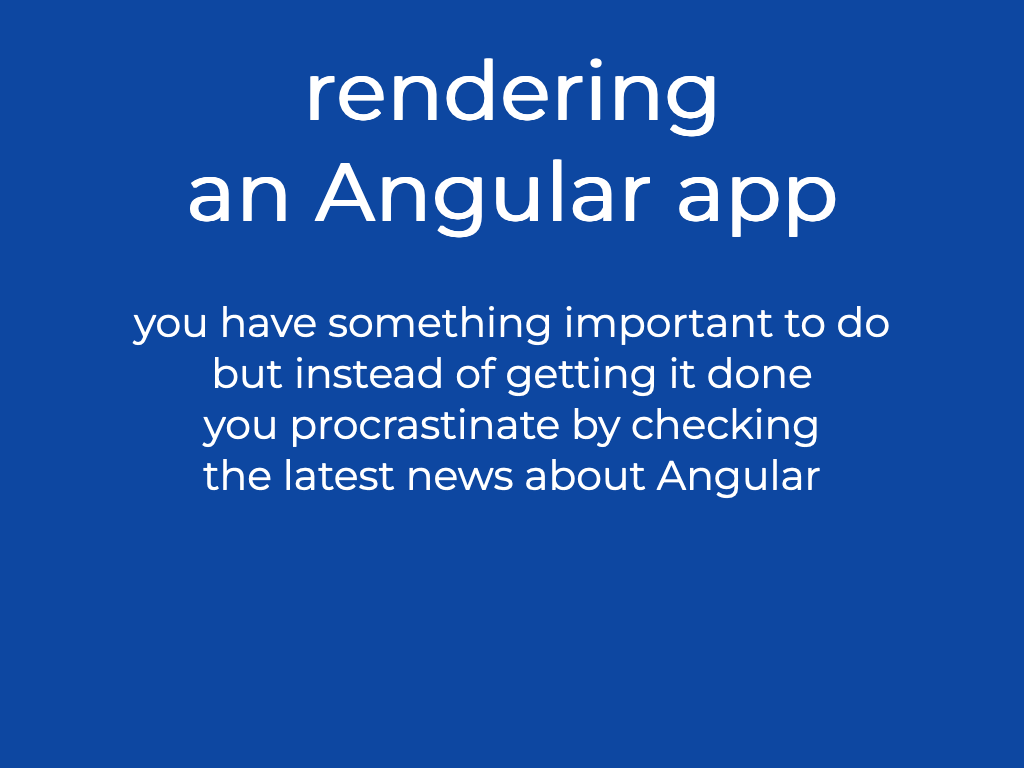 rendering
an Angular app
you have something important to do
but instead of getting it done
you procrastinate by checking
the latest news about Angular